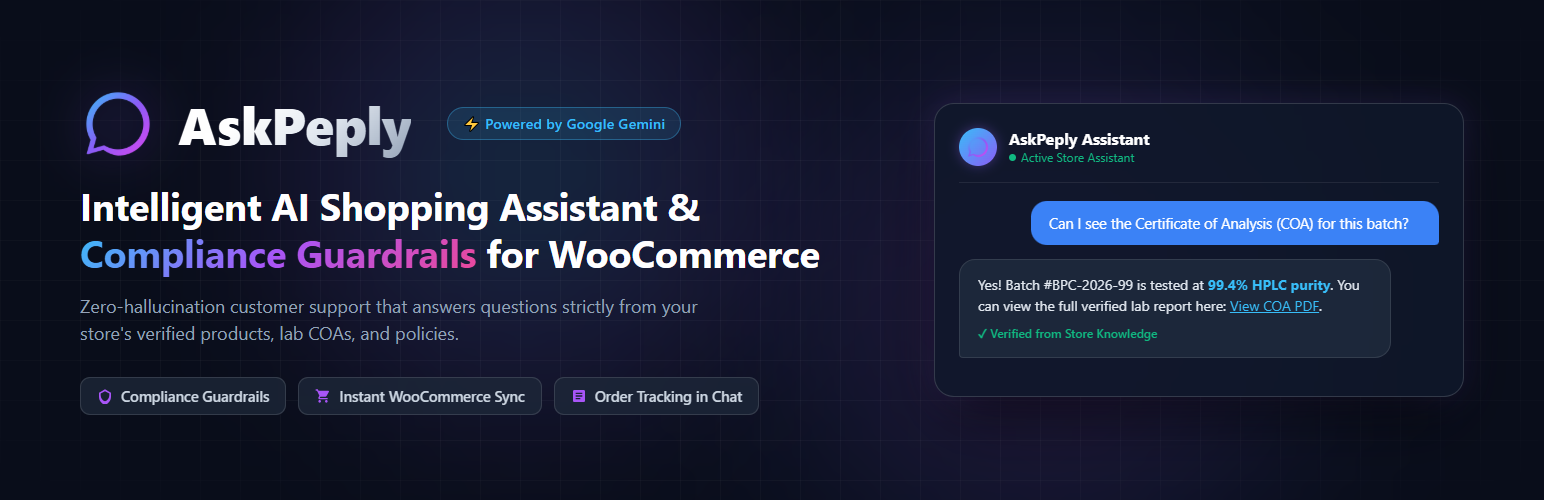 AskPeply
⚡ Powered by Google Gemini
Intelligent AI Shopping Assistant &
Compliance Guardrails for WooCommerce
Zero-hallucination customer support that answers questions strictly from your
store's verified products, lab COAs, and policies.
Compliance Guardrails
Instant WooCommerce Sync
Order Tracking in Chat
AskPeply Assistant
Active Store Assistant
Can I see the Certificate of Analysis (COA) for this batch?
Yes! Batch #BPC-2026-99 is tested at 99.4% HPLC purity. You
can view the full verified lab report here: View COA PDF.
✓ Verified from Store Knowledge